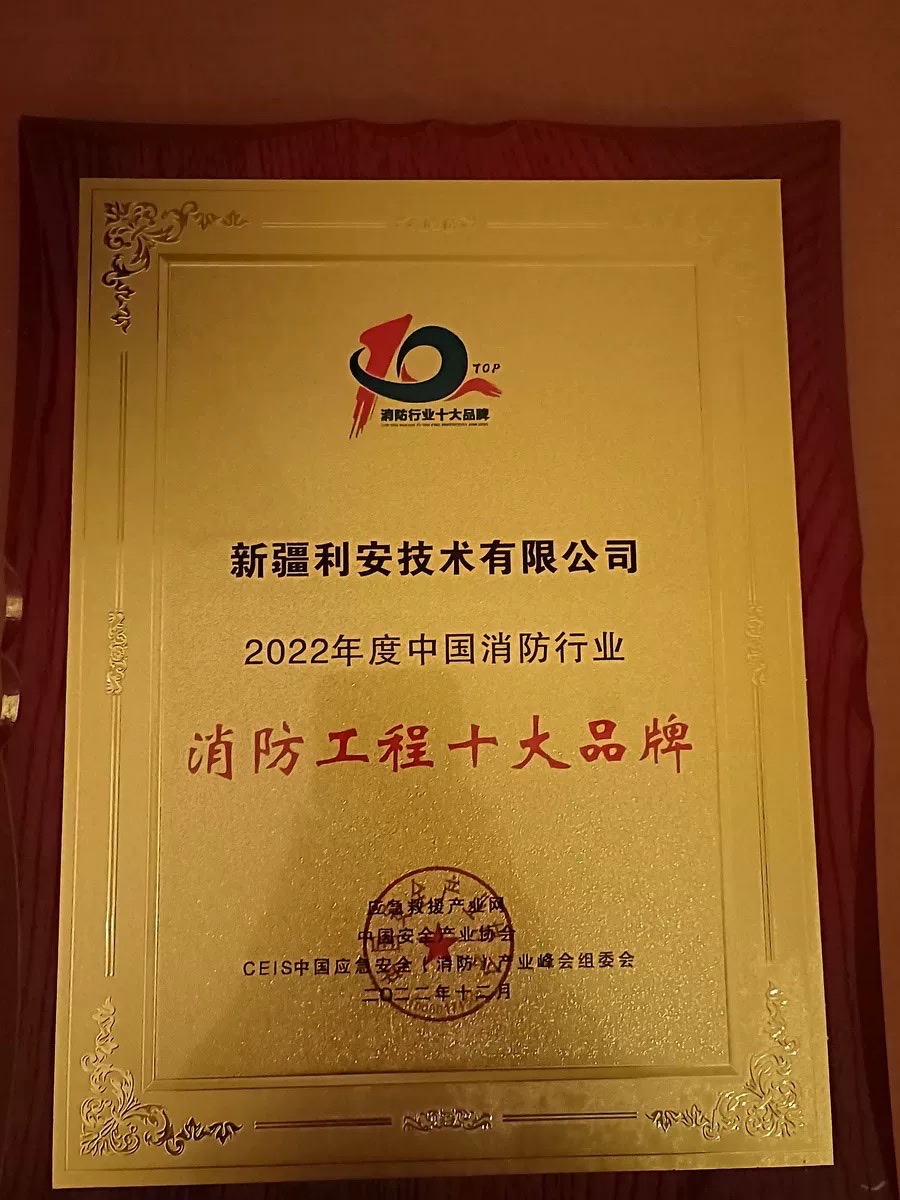 TOP
消防行业十大品牌
新疆利安技术有限公司
2022年度中国消防行业
消防工程十大品牌
应急救援产业网
中国安全产业协会
CEIS中国应急安全（消防）产业峰会组委会
二〇二二年十二月